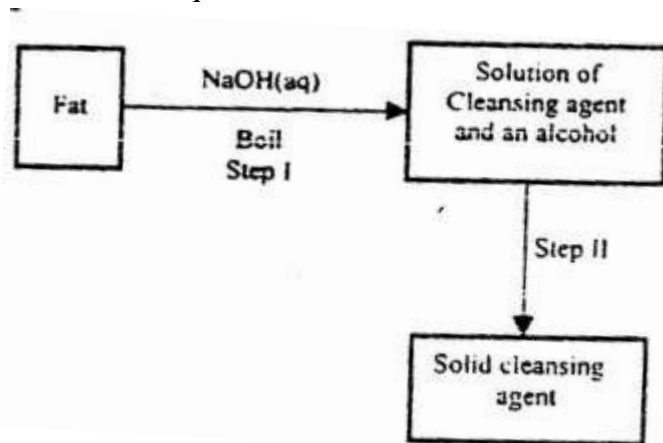 Fat
NaOH(aq)
Boil
Step I
Solution of
Cleansing agent
and an alcohol
Step II
Solid cleansing
agent